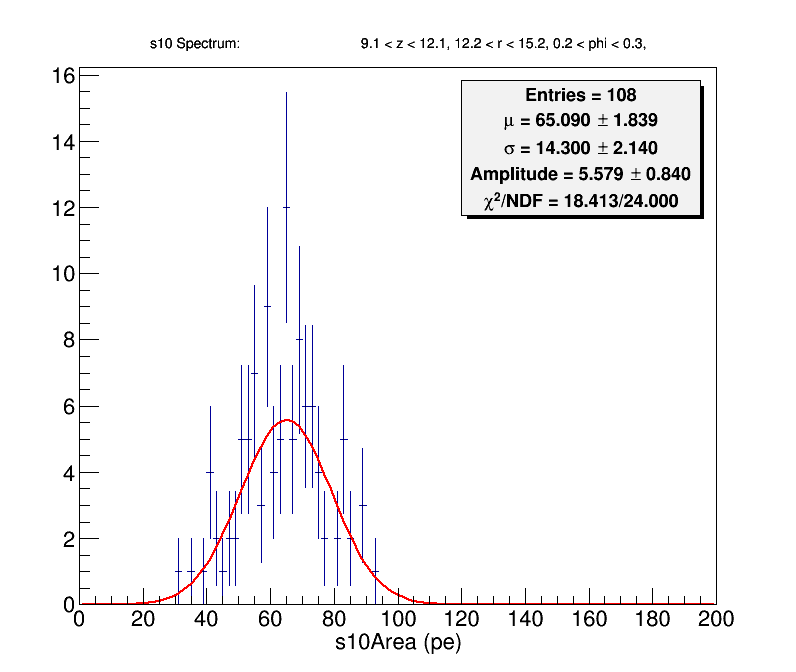 s10 Spectrum: 9.1 < z < 12.1, 12.2 < r < 15.2, 0.2 < phi < 0.3,
Entries = 108
μ = 65.090 ± 1.839
σ = 14.300 ± 2.140
Amplitude = 5.579 ± 0.840
χ²/NDF = 18.413/24.000
16
14
12
10
8
6
4
2
0
0 20 40 60 80 100 120 140 160 180 200
s10Area (pe)